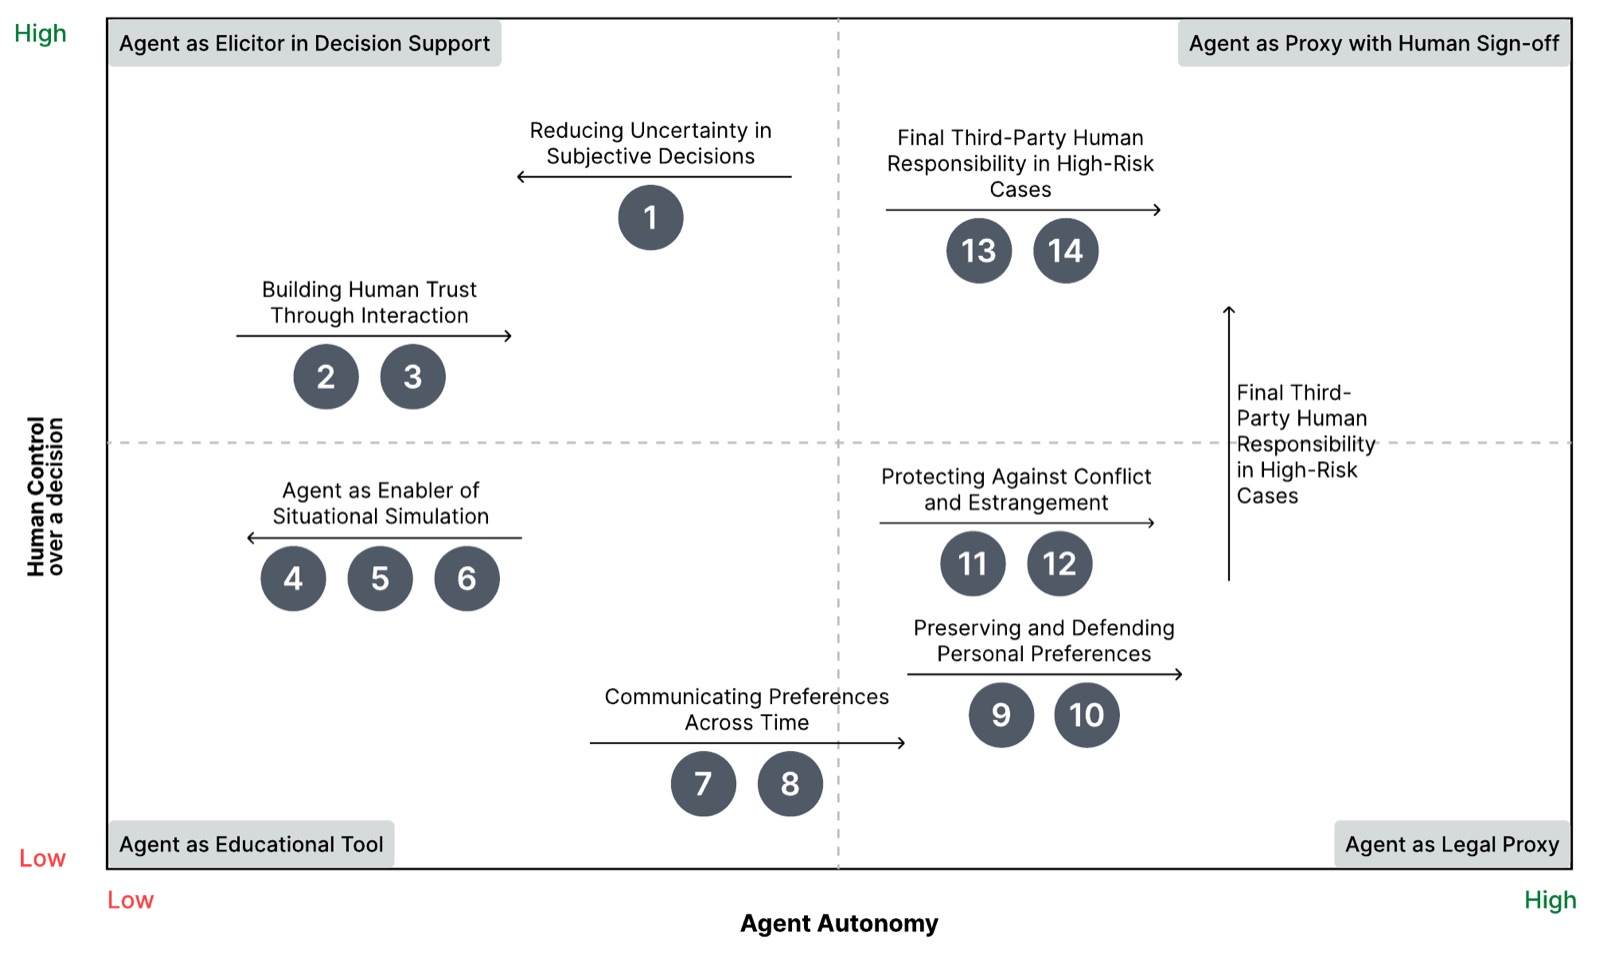 High
Agent as Elicitor in Decision Support
Agent as Proxy with Human Sign-off
Reducing Uncertainty in
Subjective Decisions
1
Final Third-Party Human
Responsibility in High-Risk
Cases
13 14
Building Human Trust
Through Interaction
2 3
Final Third-
Party Human
Responsibility
in High-Risk
Cases
Human Control
over a decision
Agent as Enabler of
Situational Simulation
4 5 6
Protecting Against Conflict
and Estrangement
11 12
Preserving and Defending
Personal Preferences
9 10
Communicating Preferences
Across Time
7 8
Agent as Educational Tool
Agent as Legal Proxy
Low
Low
High
Agent Autonomy